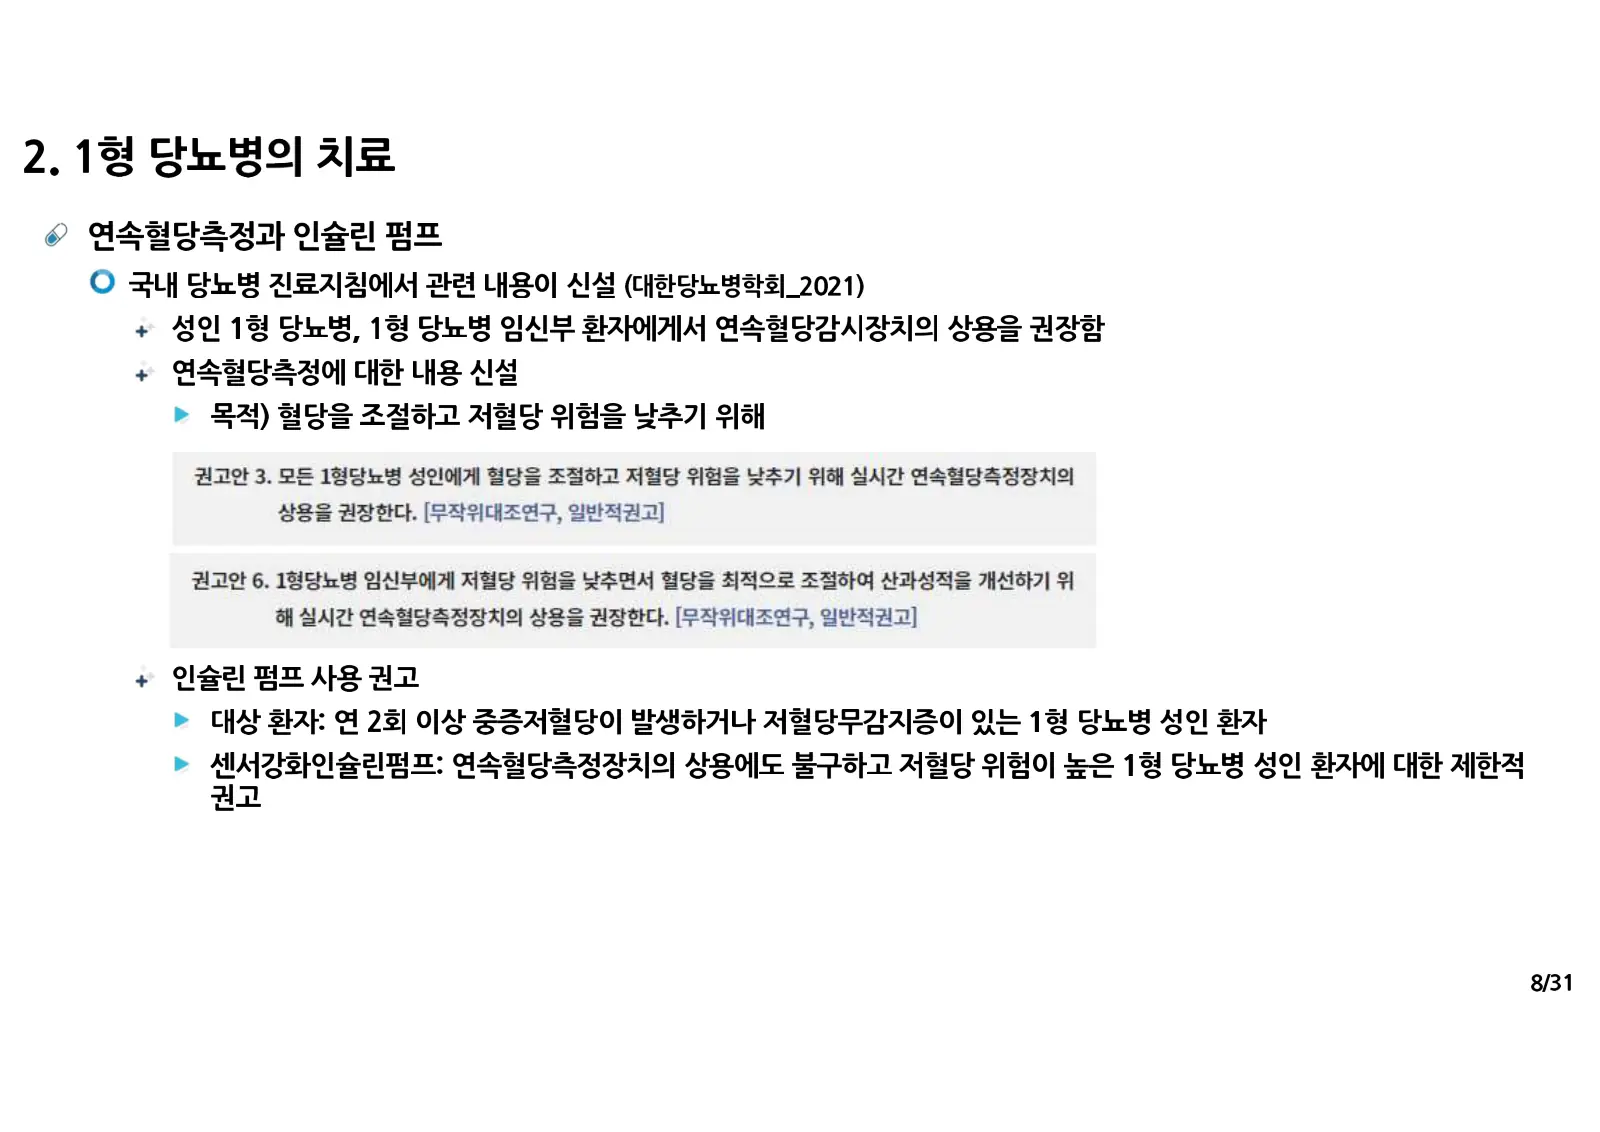 2. 1형 당뇨병의 치료
연속혈당측정과 인슐린 펌프
국내 당뇨병 진료지침에서 관련 내용이 신설 (대한당뇨병학회_2021)
성인 1형 당뇨병, 1형 당뇨병 임신부 환자에게서 연속혈당감시장치의 상용을 권장함
연속혈당측정에 대한 내용 신설
목적) 혈당을 조절하고 저혈당 위험을 낮추기 위해
권고안 3. 모든 1형당뇨병 성인에게 혈당을 조절하고 저혈당 위험을 낮추기 위해 실시간 연속혈당측정장치의
상용을 권장한다. [무작위대조연구, 일반적권고]
권고안 6. 1형당뇨병 임신부에게 저혈당 위험을 낮추면서 혈당을 최적으로 조절하여 산과성적을 개선하기 위
해 실시간 연속혈당측정장치의 상용을 권장한다. [무작위대조연구, 일반적권고]
인슐린 펌프 사용 권고
대상 환자: 연 2회 이상 중증저혈당이 발생하거나 저혈당무감지증이 있는 1형 당뇨병 성인 환자
센서강화인슐린펌프: 연속혈당측정장치의 상용에도 불구하고 저혈당 위험이 높은 1형 당뇨병 성인 환자에 대한 제한적
권고
8/31